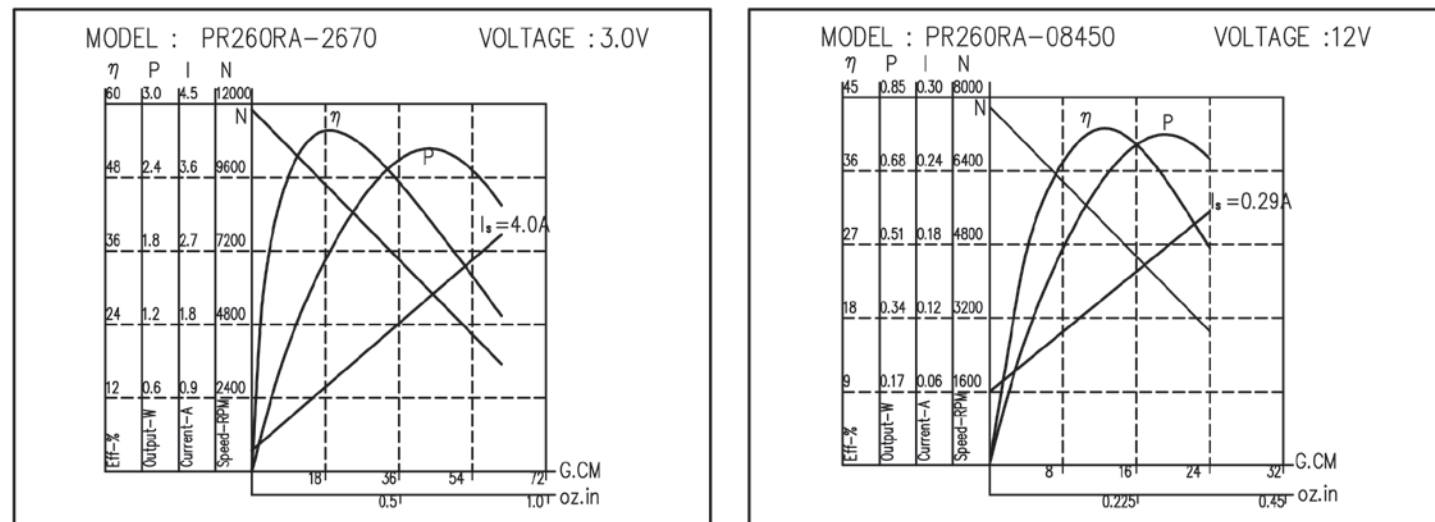 MODEL : PR260RA-2670 VOLTAGE :3.0V
η P I N
60 3.0 4.5 12000
N
η
P
48 2.4 3.6 9600
Is=4.0A
36 1.8 2.7 7200
24 1.2 1.8 4800
12 0.6 0.9 2400
Eff-% Output-W Current-A Speed-RPM
18 36 54 72 G.CM
0.5 1.0 oz.in
MODEL : PR260RA-08450 VOLTAGE :12V
η P I N
45 0.85 0.30 8000
N
η
P
36 0.68 0.24 6400
Is=0.29A
27 0.51 0.18 4800
18 0.34 0.12 3200
9 0.17 0.06 1600
Eff-% Output-W Current-A Speed-RPM
8 16 24 32 G.CM
0.225 0.45 oz.in